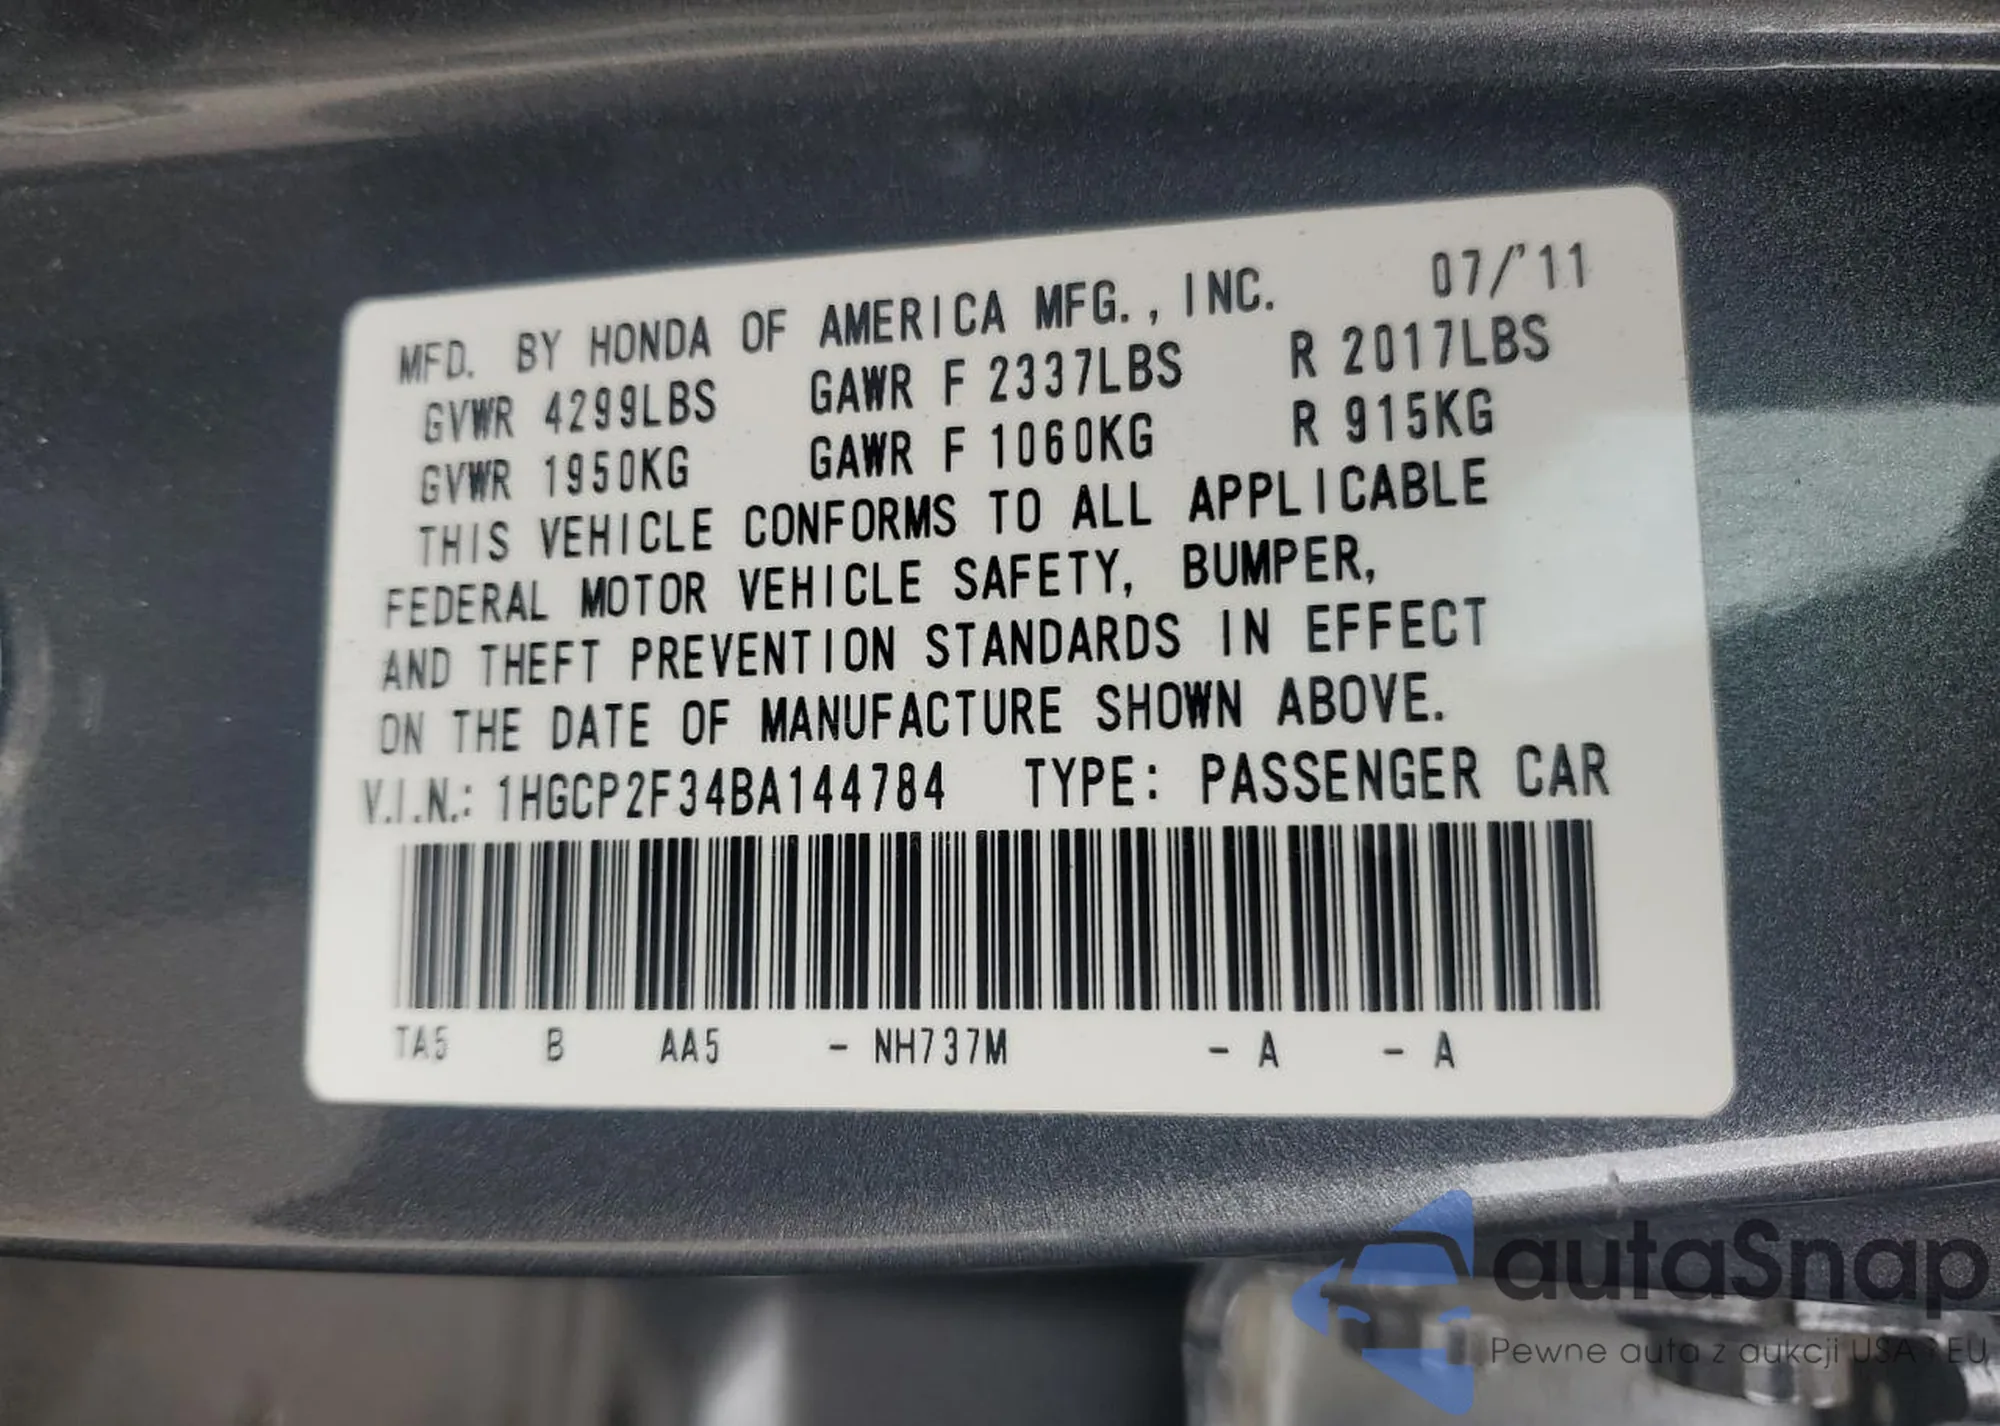 MFD. BY HONDA OF AMERICA MFG., INC. 07/'11
GVWR 4299LBS GAWR F 2337LBS R 2017LBS
GVWR 1950KG GAWR F 1060KG R 915KG
THIS VEHICLE CONFORMS TO ALL APPLICABLE
FEDERAL MOTOR VEHICLE SAFETY, BUMPER,
AND THEFT PREVENTION STANDARDS IN EFFECT
ON THE DATE OF MANUFACTURE SHOWN ABOVE.
V.I.N.: 1HGCP2F34BA144784 TYPE: PASSENGER CAR
TA5 B AA5 - NH737M - A - A
autaSnap
Pewne auta z aukcji USA i EU